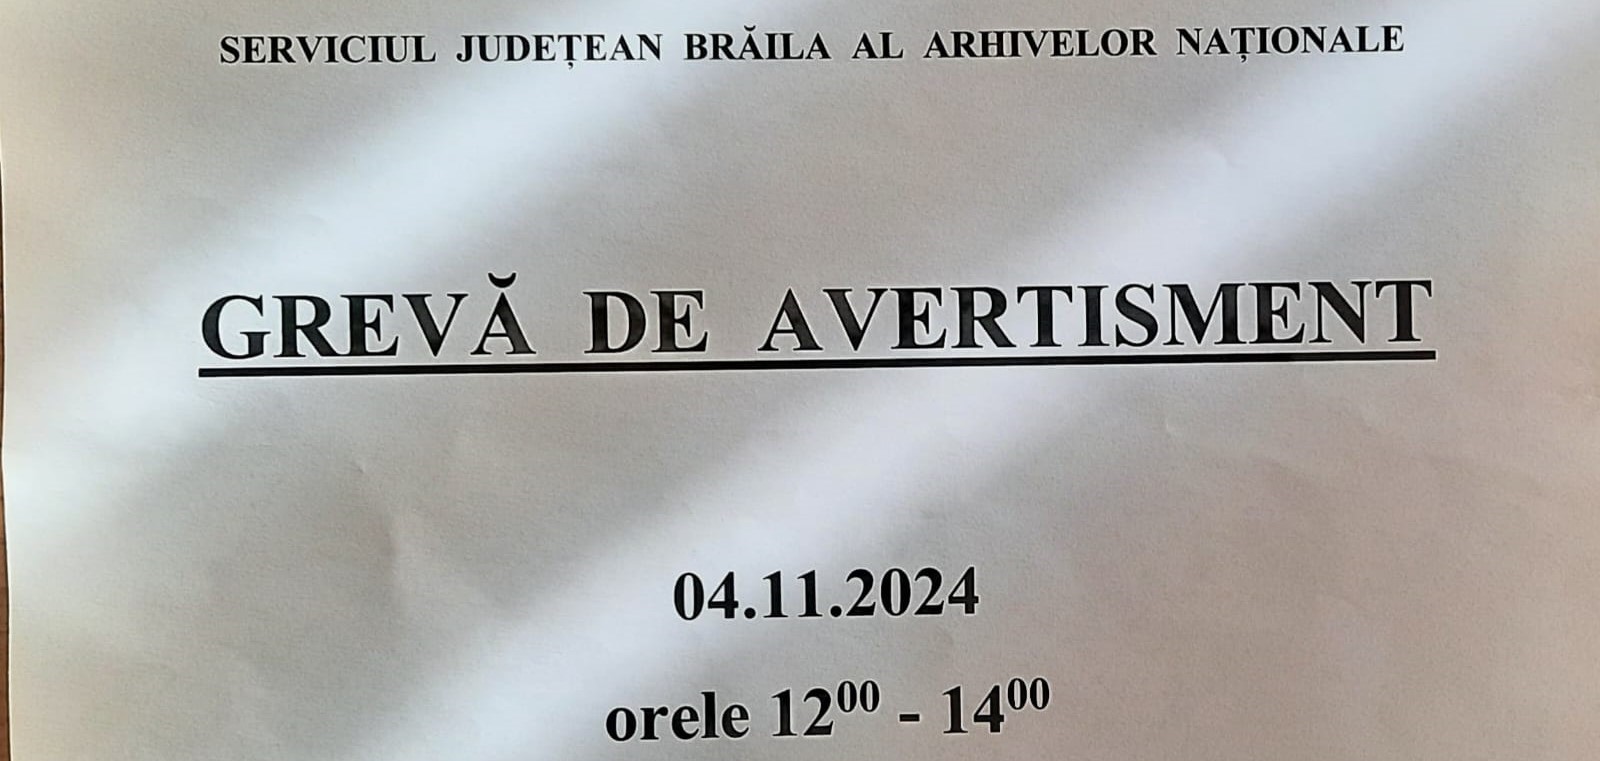 SERVICIUL JUDEȚEAN BRĂILA AL ARHIVELOR NAȚIONALE
GREVĂ DE AVERTISMENT
04.11.2024
orele 12⁰⁰ - 14⁰⁰